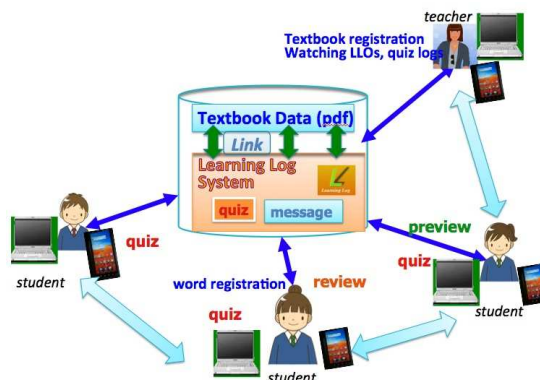 teacher
Textbook registration
Watching LLOs, quiz logs
Textbook Data (pdf)
Link
Learning Log
System
Learning Log
quiz
message
quiz
student
preview
quiz
student
word registration
review
quiz
student